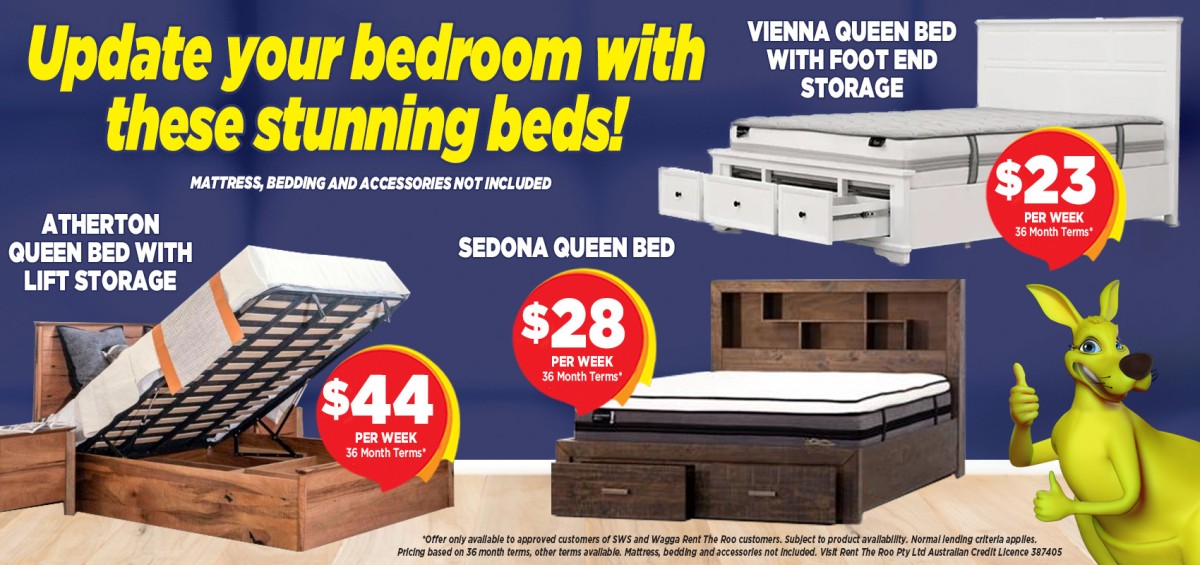 Update your bedroom with
these stunning beds!
MATTRESS, BEDDING AND ACCESSORIES NOT INCLUDED
VIENNA QUEEN BED
WITH FOOT END
STORAGE
$23
PER WEEK
36 Month Terms*
ATHERTON
QUEEN BED WITH
LIFT STORAGE
$44
PER WEEK
36 Month Terms*
SEDONA QUEEN BED
$28
PER WEEK
36 Month Terms*
*Offer only available to approved customers of SWS and Wagga Rent The Roo customers. Subject to product availability. Normal lending criteria applies.
Pricing based on 36 month terms, other terms available. Mattress, bedding and accessories not included. Visit Rent The Roo Pty Ltd Australian Credit Licence 387405